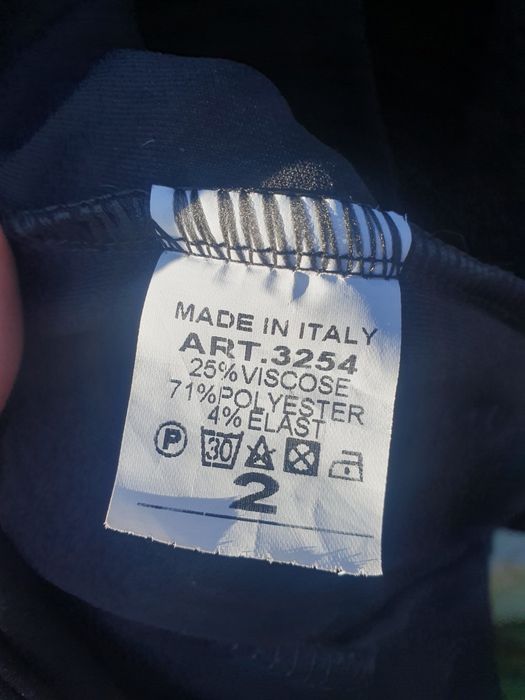 MADE IN ITALY
ART.3254
25%VISCOSE
71%POLYESTER
4%ELAST
P 30
2